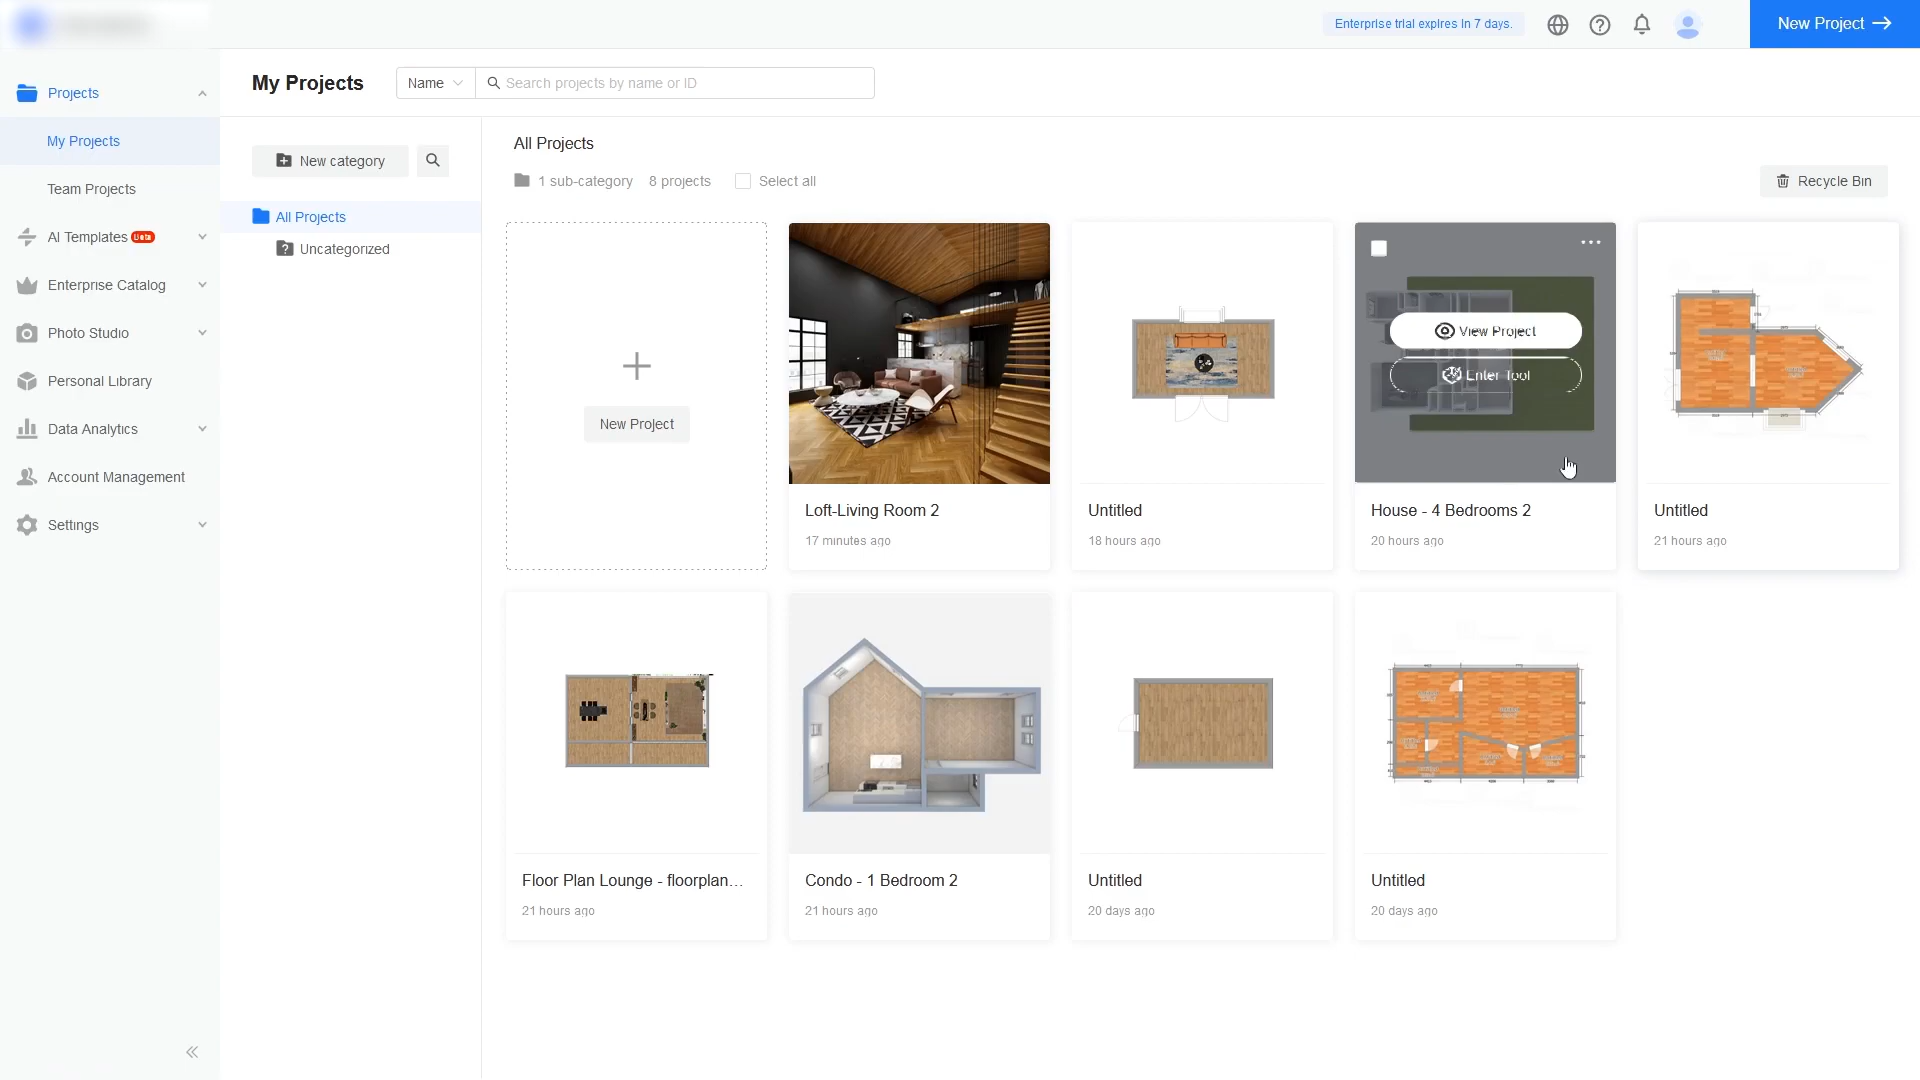 Enterprise trial expires in 7 days.
New Project
Projects
My Projects
Team Projects
AI Templates Beta
Enterprise Catalog
Photo Studio
Personal Library
Data Analytics
Account Management
Settings
My Projects
Name
Search projects by name or ID
New category
All Projects
Uncategorized
All Projects
1 sub-category 8 projects Select all
Recycle Bin
New Project
Loft-Living Room 2
17 minutes ago
Untitled
18 hours ago
View Project
Enter Tool
House - 4 Bedrooms 2
20 hours ago
Untitled
21 hours ago
Floor Plan Lounge - floorplan...
21 hours ago
Condo - 1 Bedroom 2
21 hours ago
Untitled
20 days ago
Untitled
20 days ago